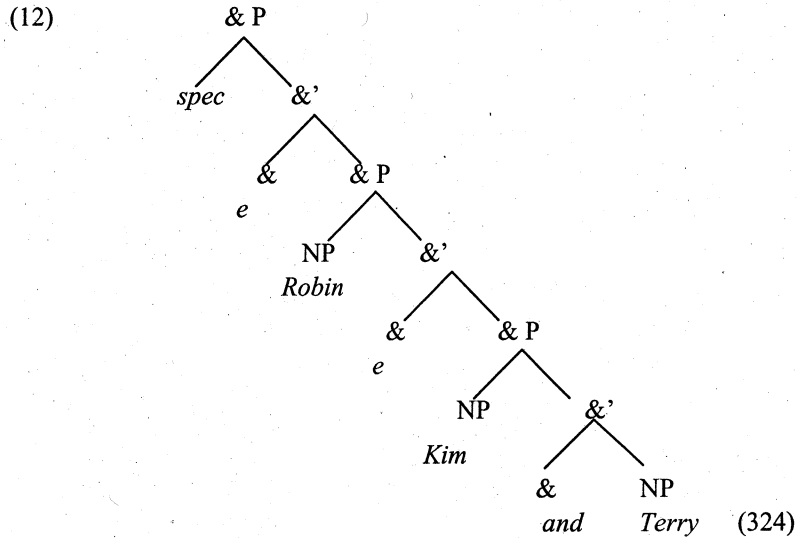 (12) & P
spec &’
& & P
e
NP &’
Robin
& & P
e
NP &’
Kim
& NP
and Terry (324)